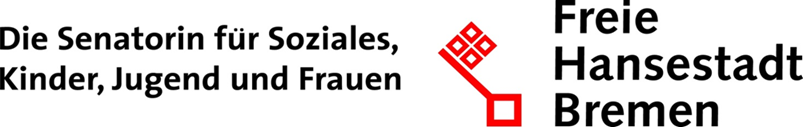 Die Senatorin für Soziales,
Kinder, Jugend und Frauen
Freie
Hansestadt
Bremen